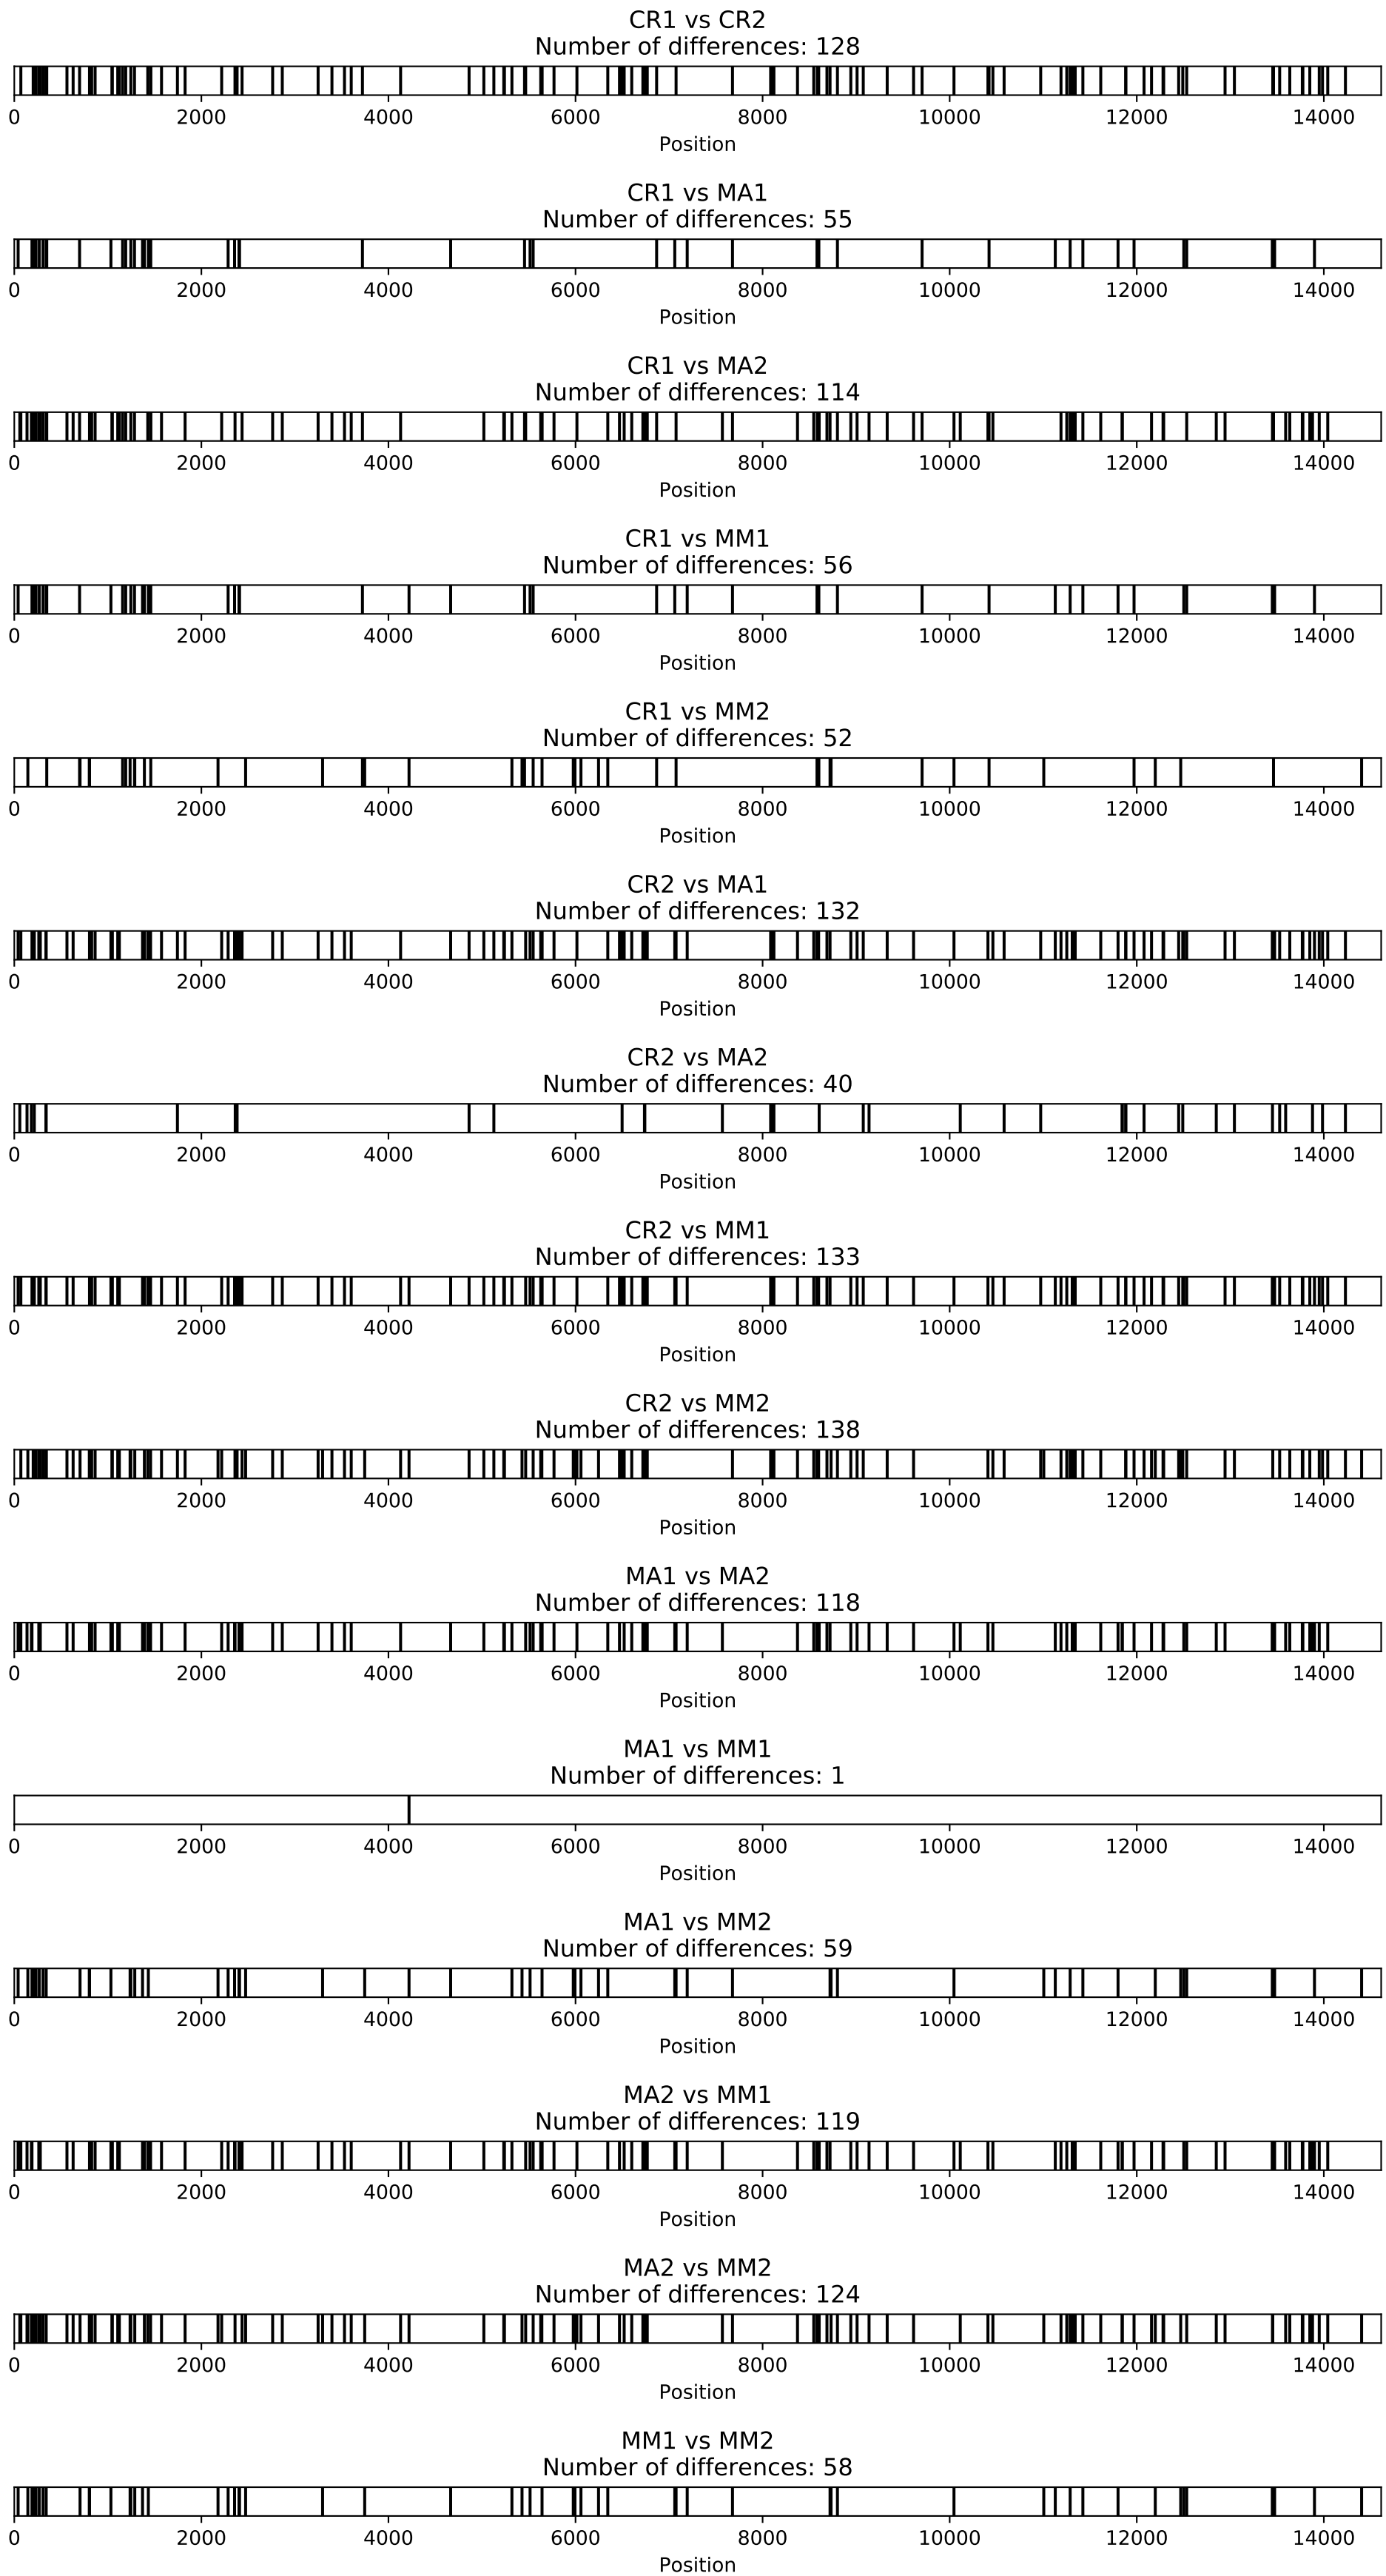 CR1 vs CR2
Number of differences: 128
0 2000 4000 6000 8000 10000 12000 14000
Position
CR1 vs MA1
Number of differences: 55
0 2000 4000 6000 8000 10000 12000 14000
Position
CR1 vs MA2
Number of differences: 114
0 2000 4000 6000 8000 10000 12000 14000
Position
CR1 vs MM1
Number of differences: 56
0 2000 4000 6000 8000 10000 12000 14000
Position
CR1 vs MM2
Number of differences: 52
0 2000 4000 6000 8000 10000 12000 14000
Position
CR2 vs MA1
Number of differences: 132
0 2000 4000 6000 8000 10000 12000 14000
Position
CR2 vs MA2
Number of differences: 40
0 2000 4000 6000 8000 10000 12000 14000
Position
CR2 vs MM1
Number of differences: 133
0 2000 4000 6000 8000 10000 12000 14000
Position
CR2 vs MM2
Number of differences: 138
0 2000 4000 6000 8000 10000 12000 14000
Position
MA1 vs MA2
Number of differences: 118
0 2000 4000 6000 8000 10000 12000 14000
Position
MA1 vs MM1
Number of differences: 1
0 2000 4000 6000 8000 10000 12000 14000
Position
MA1 vs MM2
Number of differences: 59
0 2000 4000 6000 8000 10000 12000 14000
Position
MA2 vs MM1
Number of differences: 119
0 2000 4000 6000 8000 10000 12000 14000
Position
MA2 vs MM2
Number of differences: 124
0 2000 4000 6000 8000 10000 12000 14000
Position
MM1 vs MM2
Number of differences: 58
0 2000 4000 6000 8000 10000 12000 14000
Position